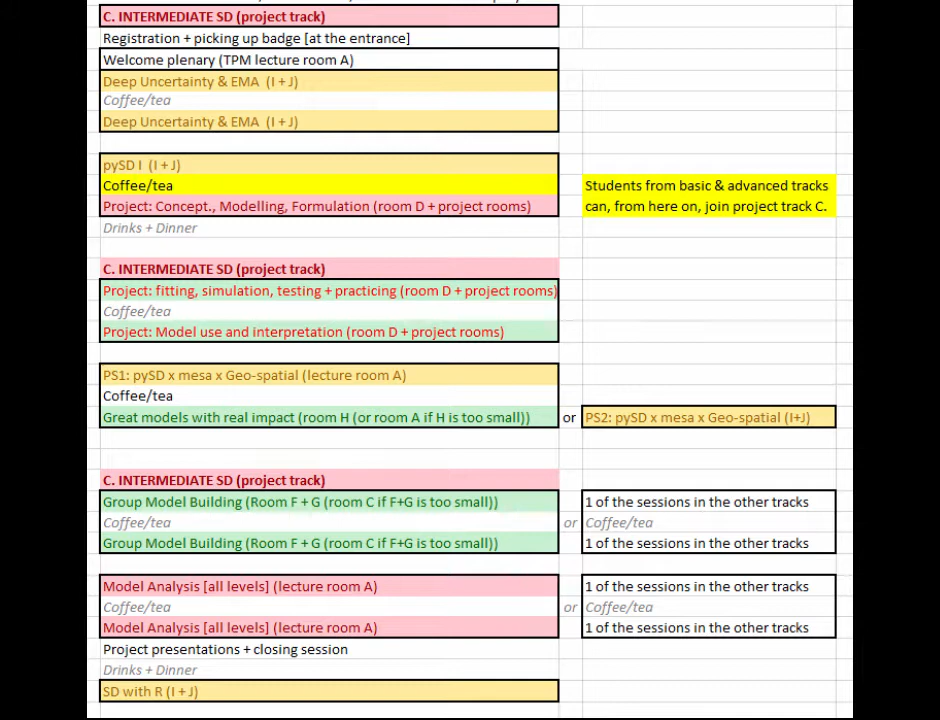 C. INTERMEDIATE SD (project track)
Registration + picking up badge [at the entrance]
Welcome plenary (TPM lecture room A)
Deep Uncertainty & EMA (I + J)
Coffee/tea
Deep Uncertainty & EMA (I + J)
pySD I (I + J)
Coffee/tea
Students from basic & advanced tracks
Project: Concept., Modelling, Formulation (room D + project rooms)
can, from here on, join project track C.
Drinks + Dinner
C. INTERMEDIATE SD (project track)
Project: fitting, simulation, testing + practicing (room D + project rooms)
Coffee/tea
Project: Model use and interpretation (room D + project rooms)
PS1: pySD x mesa x Geo-spatial (lecture room A)
Coffee/tea
Great models with real impact (room H (or room A if H is too small)) or PS2: pySD x mesa x Geo-spatial (I+J)
C. INTERMEDIATE SD (project track)
Group Model Building (Room F + G (room C if F+G is too small)) 1 of the sessions in the other tracks
Coffee/tea or Coffee/tea
Group Model Building (Room F + G (room C if F+G is too small)) 1 of the sessions in the other tracks
Model Analysis [all levels] (lecture room A) 1 of the sessions in the other tracks
Coffee/tea or Coffee/tea
Model Analysis [all levels] (lecture room A) 1 of the sessions in the other tracks
Project presentations + closing session
Drinks + Dinner
SD with R (I + J)